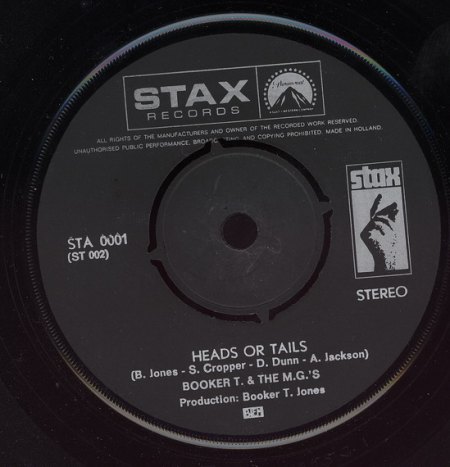 STAX
RECORDS
Paramount
ALL RIGHTS OF THE MANUFACTURERS AND OWNER OF THE RECORDED WORK RESERVED.
UNAUTHORISED PUBLIC PERFORMANCE, BROADCASTING AND COPYING PROHIBITED. MADE IN HOLLAND.
stax
STA 0001
(ST 002)
STEREO
HEADS OR TAILS
(B. Jones - S. Cropper - D. Dunn - A. Jackson)
BOOKER T. & THE M.G.'S
Production: Booker T. Jones